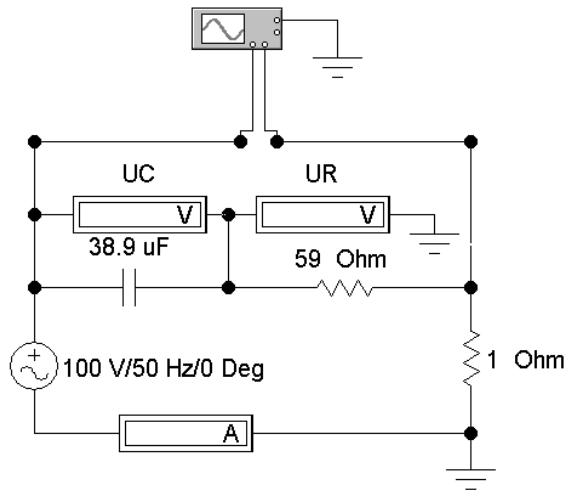 UC UR
V V
38.9 uF
59 Ohm
100 V/50 Hz/0 Deg
1 Ohm
A